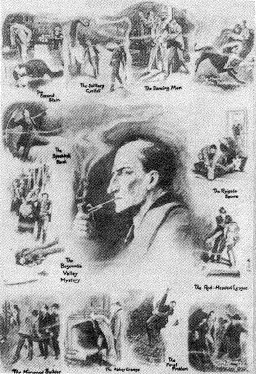 The
Second
Stain
The Solitary
Cyclist
The Dancing Men
The
Speckled
Band
The Reigate
Squire
The
Boscombe
Valley
Mystery
The Red-Headed League
The Norwood Builder
The Abbey Grange
The
Final
Problem